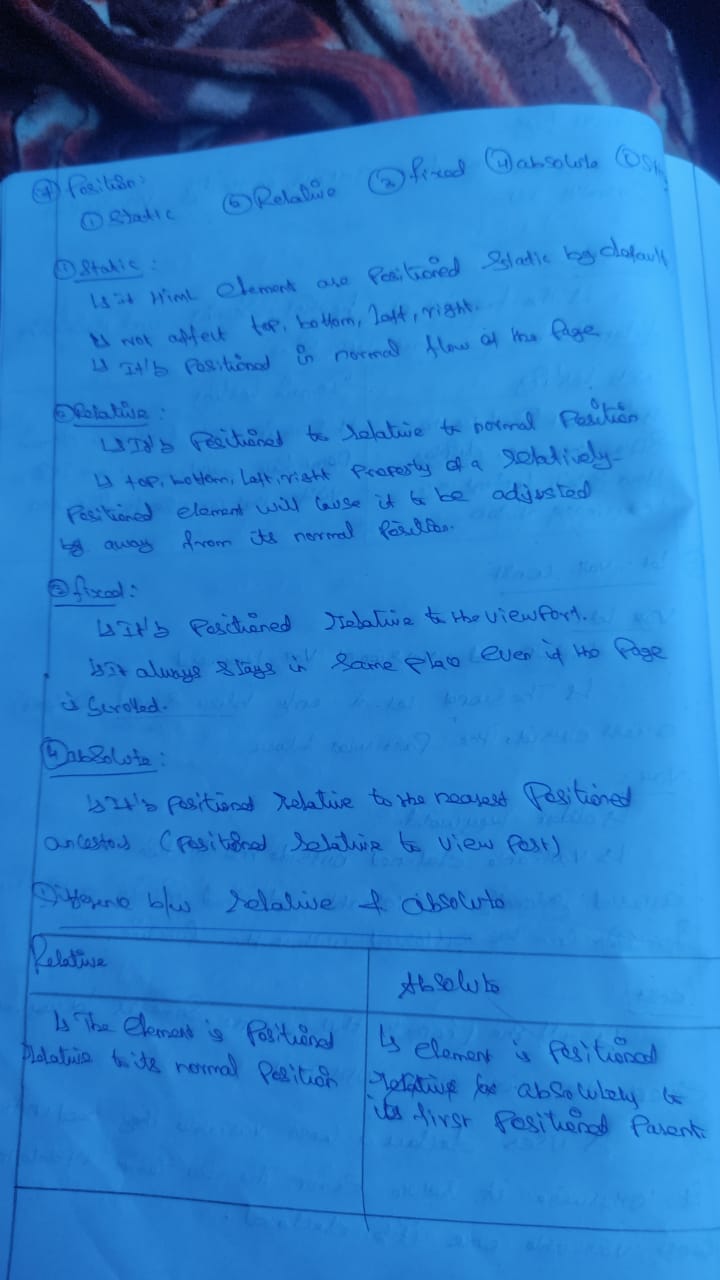 ④ Position:
① Static ② Relative ③ fixed ④ absolute ⑤ St
① Static:
↳ it Html element are Positioned Static by default
↳ not affect top, bottom, left, right.
↳ It's Positioned in normal flow of the Page
② Relative:
↳ It's Positioned to relative to normal Position
↳ top, bottom, left, right Property of a relatively-
Positioned element will cause it to be adjusted
by away from its normal Position.
③ fixed:
↳ It's Positioned relative to the viewport.
↳ It always stays in same place even if the Page
is scrolled.
④ absolute:
↳ It's positioned relative to the nearest Positioned
ancestors (Positioned relative to view Port)
Difference b/w relative & absolute
Relative
Absolute
↳ The element is Positioned
relative to its normal Position
↳ element is Positioned
relative absolutely to
its first Positioned Parent.